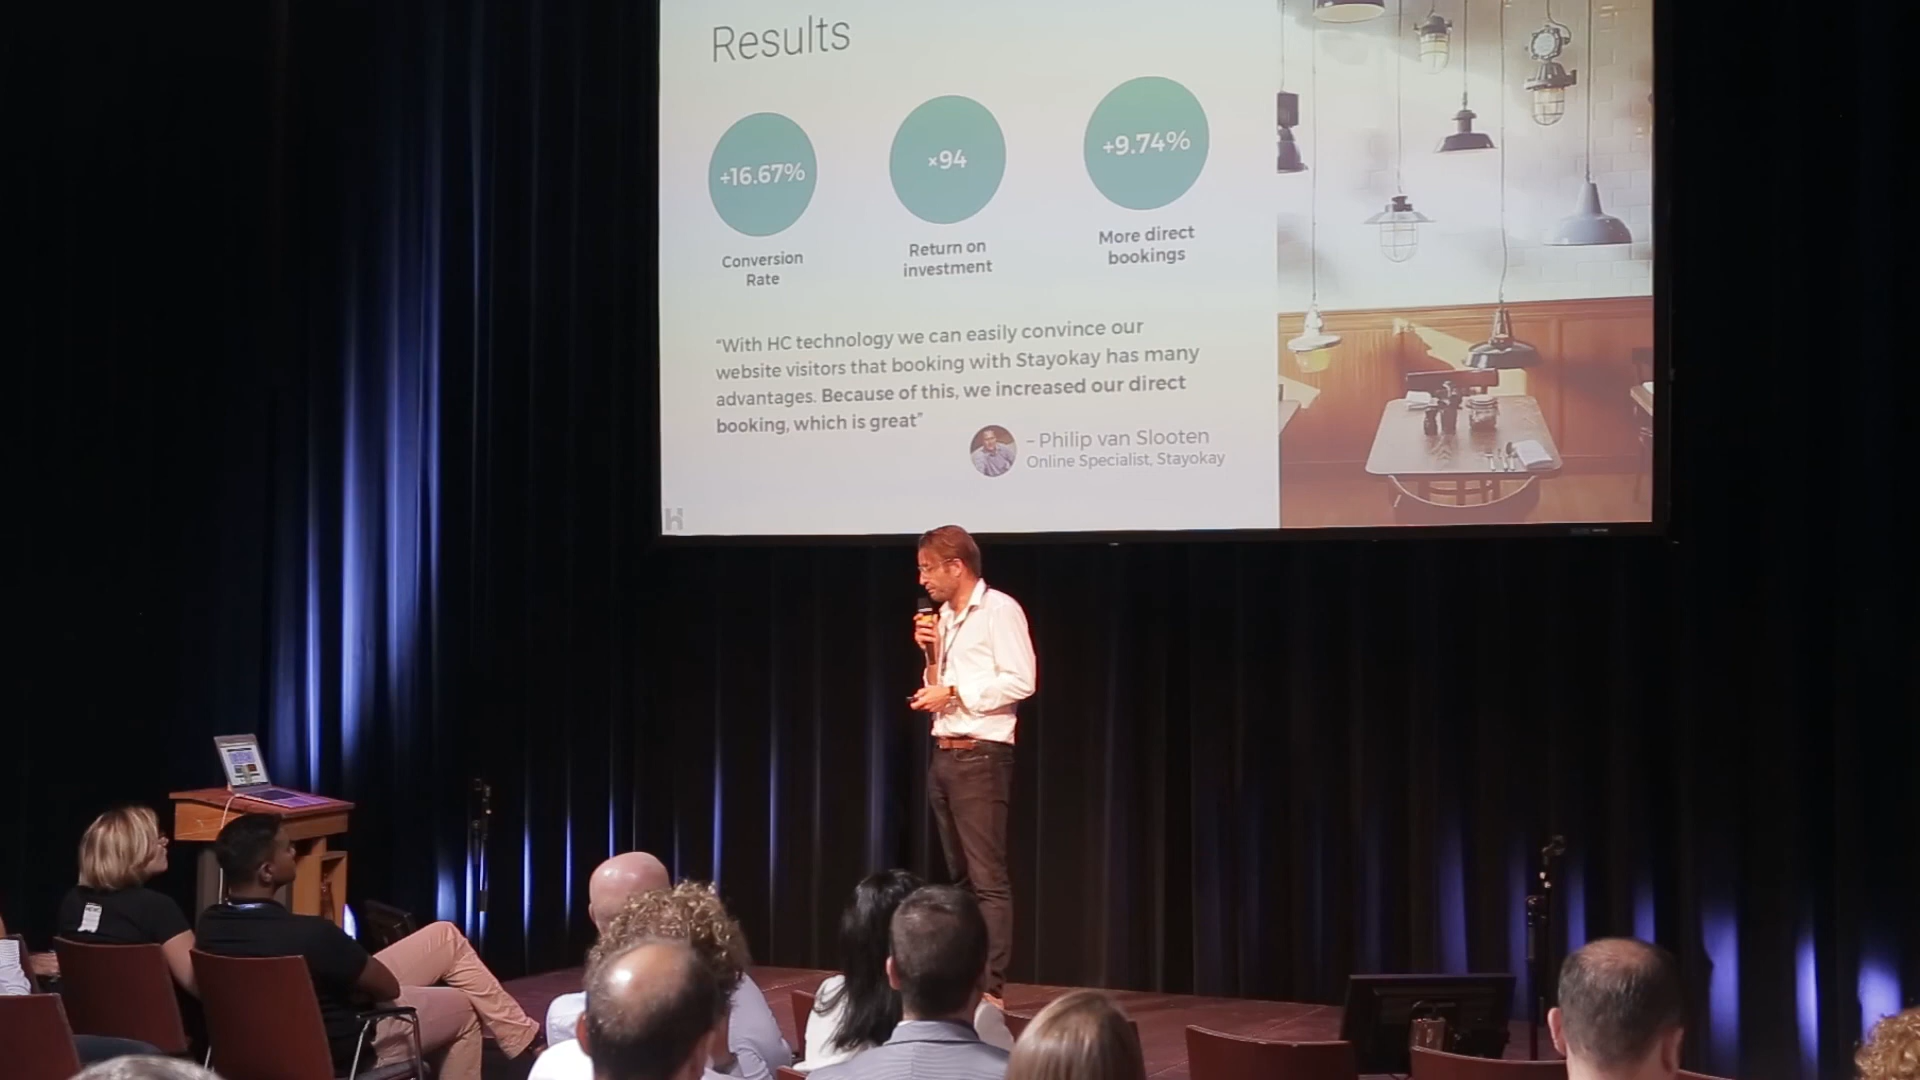 Results
+16.67%
×94
+9.74%
Conversion
Rate
Return on
investment
More direct
bookings
“With HC technology we can easily convince our
website visitors that booking with Stayokay has many
advantages. Because of this, we increased our direct
booking, which is great”
– Philip van Slooten
Online Specialist, Stayokay
H